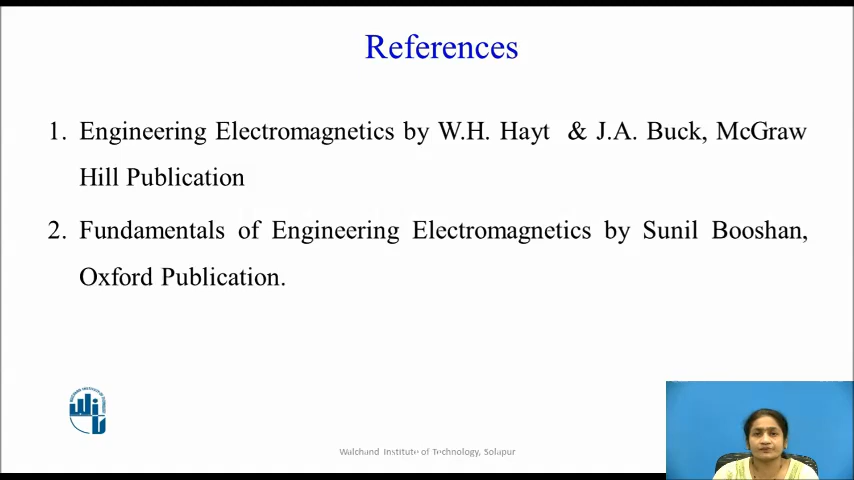 References
1. Engineering Electromagnetics by W.H. Hayt & J.A. Buck, McGraw
Hill Publication
2. Fundamentals of Engineering Electromagnetics by Sunil Booshan,
Oxford Publication.
Walchand Institute of Technology, Solapur